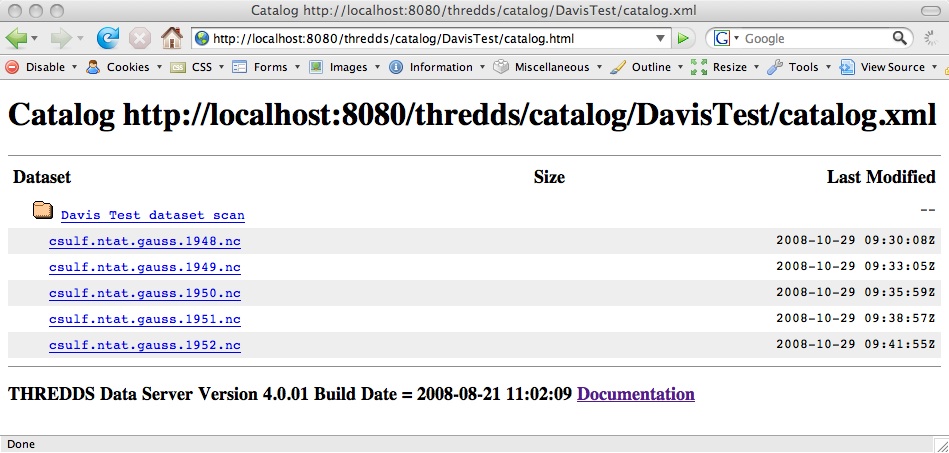 Catalog http://localhost:8080/thredds/catalog/DavisTest/catalog.xml
http://localhost:8080/thredds/catalog/DavisTest/catalog.html G Google
Disable Cookies CSS Forms Images Information Miscellaneous Outline Resize Tools View Source
Catalog http://localhost:8080/thredds/catalog/DavisTest/catalog.xml
Dataset Size Last Modified
Davis Test dataset scan --
csulf.ntat.gauss.1948.nc 2008-10-29 09:30:08Z
csulf.ntat.gauss.1949.nc 2008-10-29 09:33:05Z
csulf.ntat.gauss.1950.nc 2008-10-29 09:35:59Z
csulf.ntat.gauss.1951.nc 2008-10-29 09:38:57Z
csulf.ntat.gauss.1952.nc 2008-10-29 09:41:55Z
THREDDS Data Server Version 4.0.01 Build Date = 2008-08-21 11:02:09 Documentation
Done